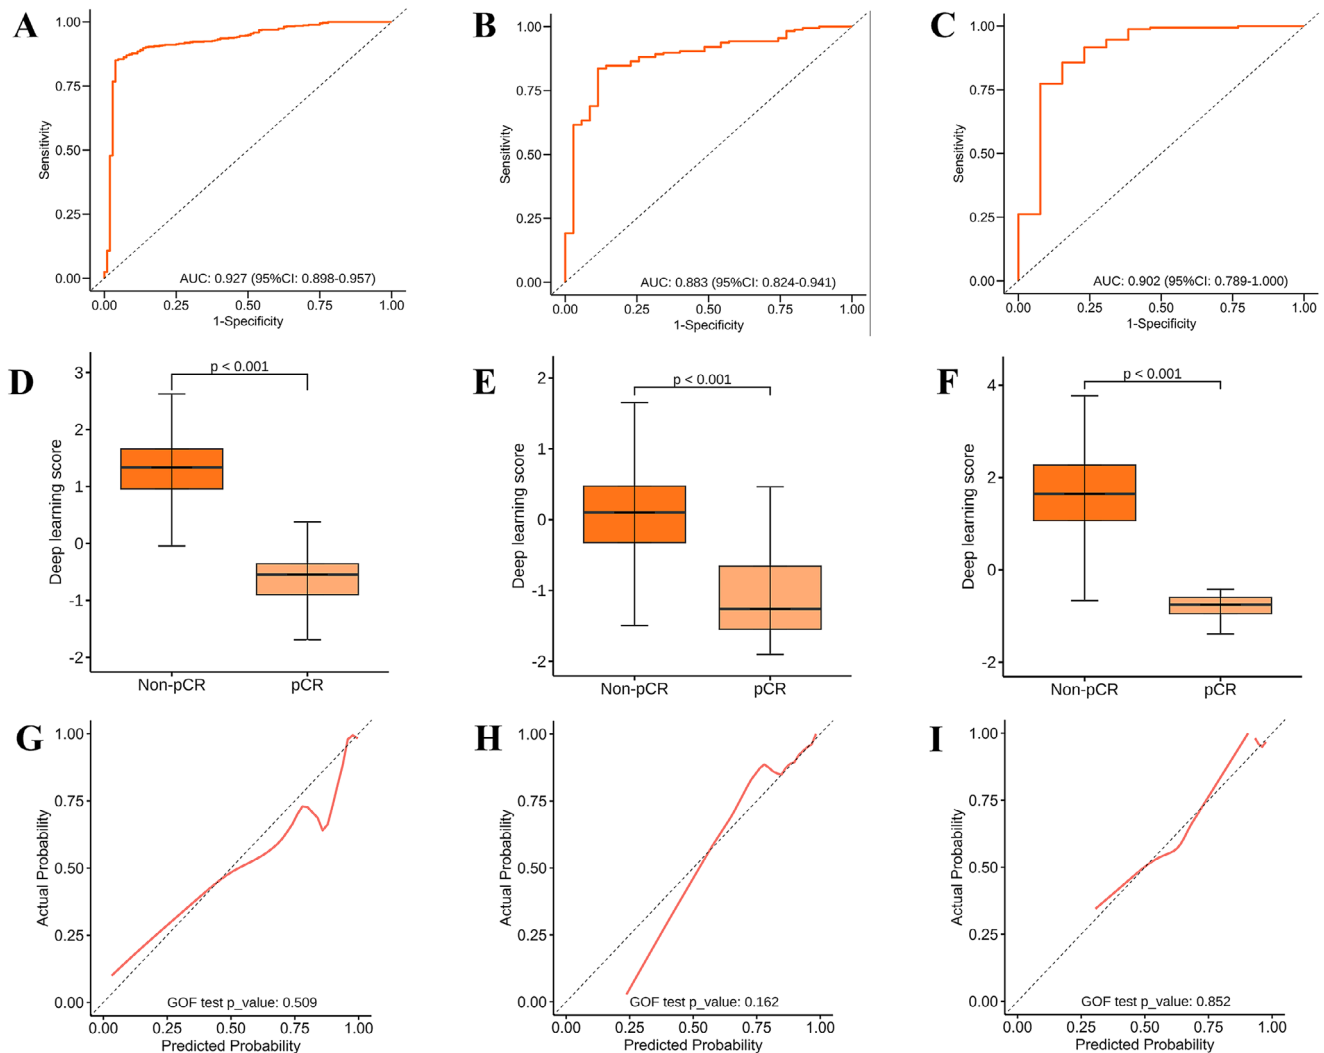 A
1.00
0.75
0.50
0.25
0.00
Sensitivity
AUC: 0.927 (95%CI: 0.898-0.957)
0.00 0.25 0.50 0.75 1.00
1-Specificity
B
1.00
0.75
0.50
0.25
0.00
Sensitivity
AUC: 0.883 (95%CI: 0.824-0.941)
0.00 0.25 0.50 0.75 1.00
1-Specificity
C
1.00
0.75
0.50
0.25
0.00
Sensitivity
AUC: 0.902 (95%CI: 0.789-1.000)
0.00 0.25 0.50 0.75 1.00
1-Specificity
D
p < 0.001
3
2
1
0
-1
-2
Deep learning score
Non-pCR pCR
E
p < 0.001
2
1
0
-1
-2
Deep learning score
Non-pCR pCR
F
p < 0.001
4
2
0
-2
Deep learning score
Non-pCR pCR
G
1.00
0.75
0.50
0.25
0.00
Actual Probability
GOF test p_value: 0.509
0.00 0.25 0.50 0.75 1.00
Predicted Probability
H
1.00
0.75
0.50
0.25
0.00
Actual Probability
GOF test p_value: 0.162
0.00 0.25 0.50 0.75 1.00
Predicted Probability
I
1.00
0.75
0.50
0.25
0.00
Actual Probability
GOF test p_value: 0.852
0.00 0.25 0.50 0.75 1.00
Predicted Probability